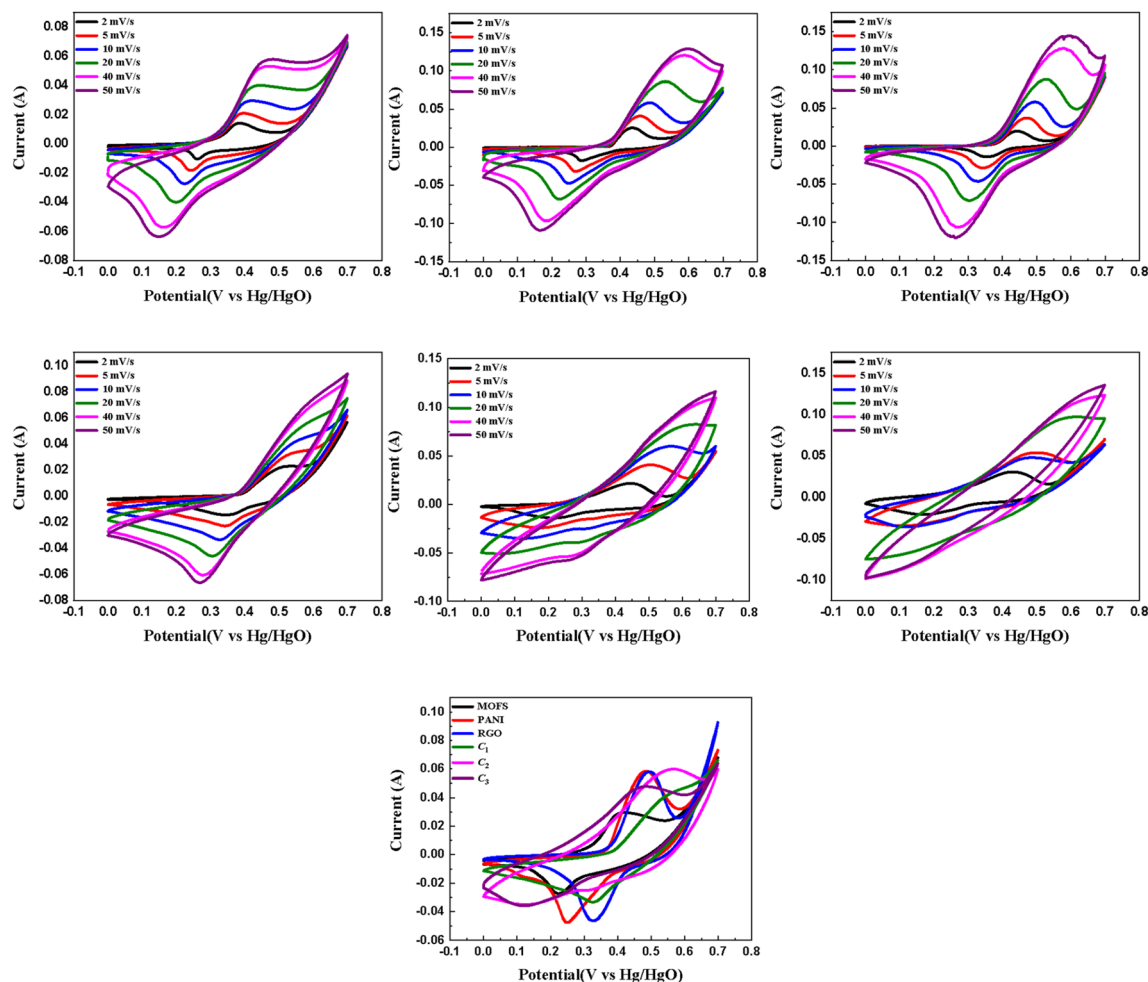 2 mV/s
5 mV/s
10 mV/s
20 mV/s
40 mV/s
50 mV/s
0.08
0.06
0.04
0.02
0.00
-0.02
-0.04
-0.06
-0.08
Current (A)
-0.1 0.0 0.1 0.2 0.3 0.4 0.5 0.6 0.7 0.8
Potential(V vs Hg/HgO)
2 mV/s
5 mV/s
10 mV/s
20 mV/s
40 mV/s
50 mV/s
0.15
0.10
0.05
0.00
-0.05
-0.10
-0.15
Current (A)
-0.1 0.0 0.1 0.2 0.3 0.4 0.5 0.6 0.7 0.8
Potential(V vs Hg/HgO)
2 mV/s
5 mV/s
10 mV/s
20 mV/s
40 mV/s
50 mV/s
0.15
0.10
0.05
0.00
-0.05
-0.10
-0.15
Current (A)
-0.1 0.0 0.1 0.2 0.3 0.4 0.5 0.6 0.7 0.8
Potential(V vs Hg/HgO)
2 mV/s
5 mV/s
10 mV/s
20 mV/s
40 mV/s
50 mV/s
0.10
0.08
0.06
0.04
0.02
0.00
-0.02
-0.04
-0.06
-0.08
Current (A)
-0.1 0.0 0.1 0.2 0.3 0.4 0.5 0.6 0.7 0.8
Potential(V vs Hg/HgO)
2 mV/s
5 mV/s
10 mV/s
20 mV/s
40 mV/s
50 mV/s
0.15
0.10
0.05
0.00
-0.05
-0.10
Current (A)
-0.1 0.0 0.1 0.2 0.3 0.4 0.5 0.6 0.7 0.8
Potential(V vs Hg/HgO)
2 mV/s
5 mV/s
10 mV/s
20 mV/s
40 mV/s
50 mV/s
0.15
0.10
0.05
0.00
-0.05
-0.10
Current (A)
-0.1 0.0 0.1 0.2 0.3 0.4 0.5 0.6 0.7 0.8
Potential(V vs Hg/HgO)
MOFS
PANI
RGO
C1
C2
C3
0.10
0.08
0.06
0.04
0.02
0.00
-0.02
-0.04
-0.06
Current (A)
-0.1 0.0 0.1 0.2 0.3 0.4 0.5 0.6 0.7 0.8
Potential(V vs Hg/HgO)